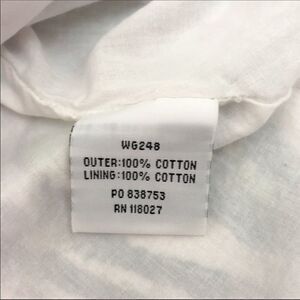 WG248
OUTER:100% COTTON
LINING:100% COTTON
PO 838753
RN 118027